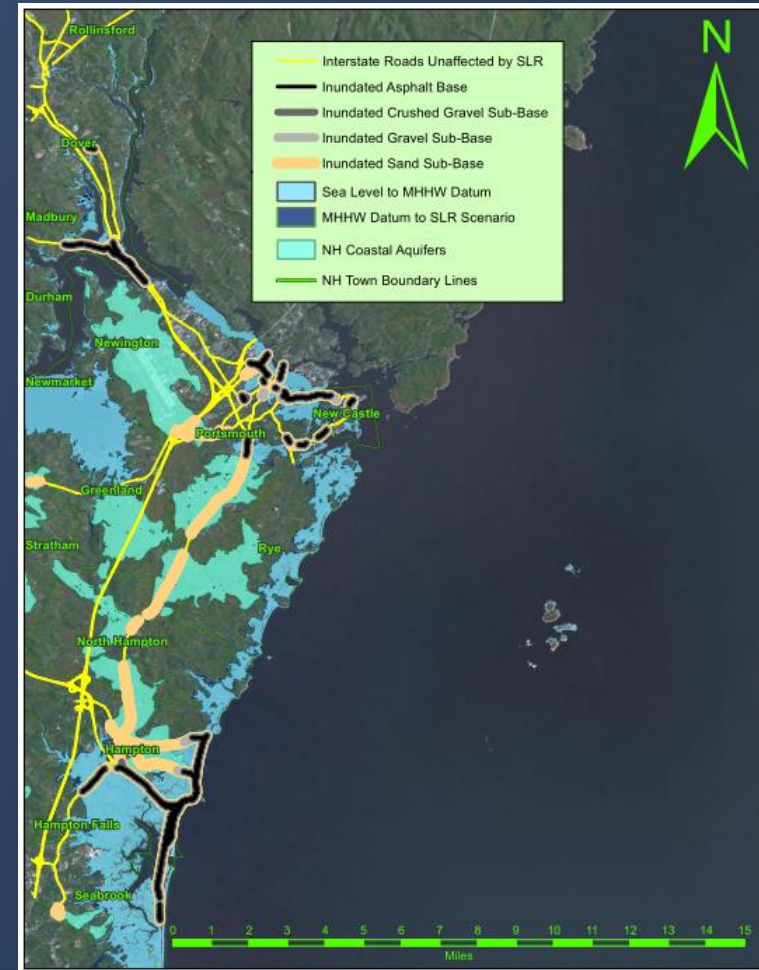 Rollinsford
N
Interstate Roads Unaffected by SLR
Inundated Asphalt Base
Inundated Crushed Gravel Sub-Base
Inundated Gravel Sub-Base
Inundated Sand Sub-Base
Sea Level to MHHW Datum
MHHW Datum to SLR Scenario
NH Coastal Aquifers
NH Town Boundary Lines
Dover
Madbury
Durham
Newington
Newmarket
New Castle
Portsmouth
Greenland
Stratham
Rye
North Hampton
Hampton
Hampton Falls
Seabrook
0 1 2 3 4 5 6 7 8 9 10 11 12 13 14 15
Miles